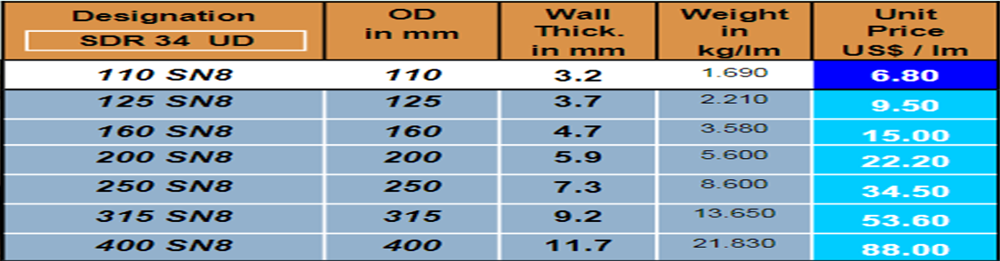 Designation OD Wall Weight Unit
SDR 34 UD in mm Thick. in Price
in mm kg/lm US$ / lm
110 SN8 110 3.2 1.690 6.80
125 SN8 125 3.7 2.210 9.50
160 SN8 160 4.7 3.580 15.00
200 SN8 200 5.9 5.600 22.20
250 SN8 250 7.3 8.600 34.50
315 SN8 315 9.2 13.650 53.60
400 SN8 400 11.7 21.830 88.00